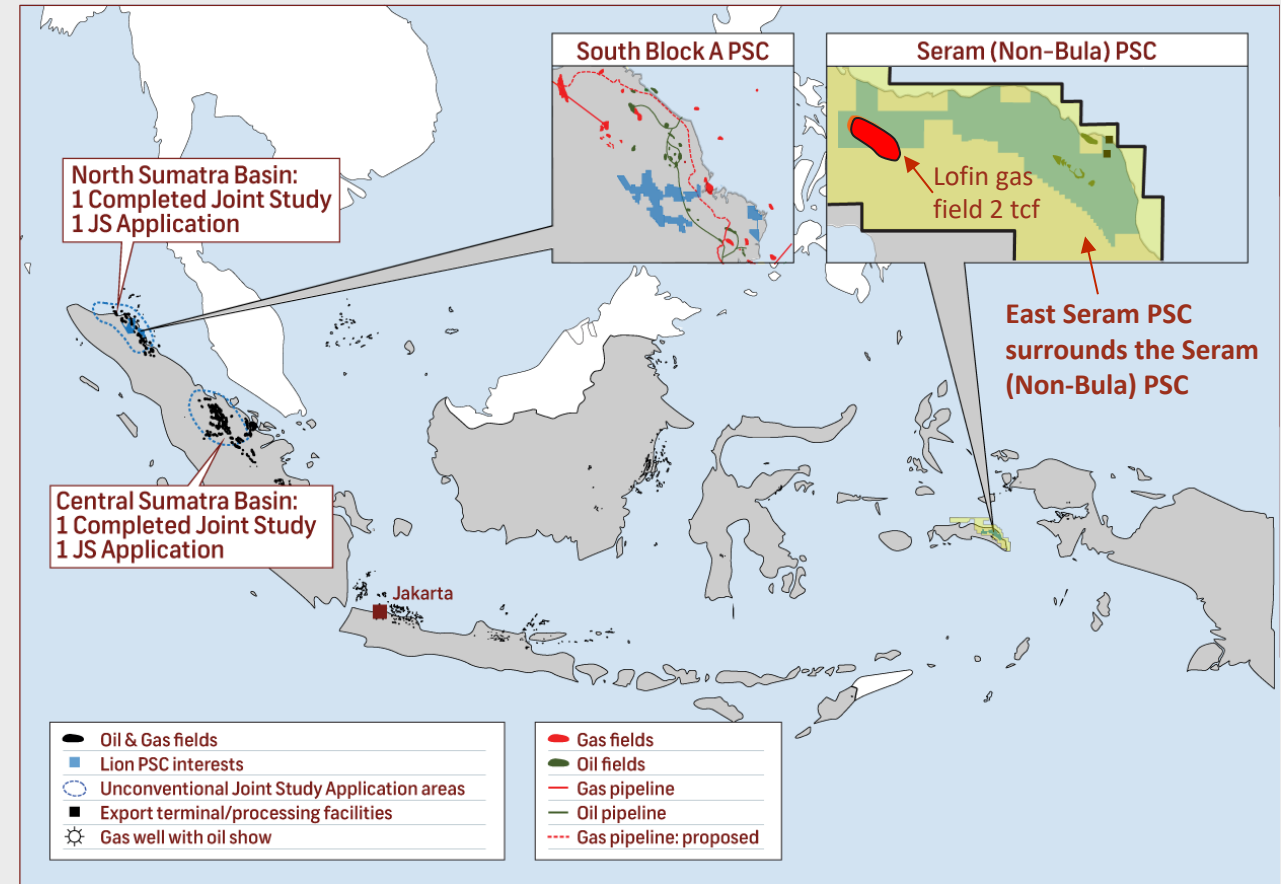 South Block A PSC
Seram (Non-Bula) PSC
Lofin gas
field 2 tcf
North Sumatra Basin:
1 Completed Joint Study
1 JS Application
East Seram PSC
surrounds the Seram
(Non-Bula) PSC
Central Sumatra Basin:
1 Completed Joint Study
1 JS Application
Jakarta
Oil & Gas fields
Lion PSC interests
Unconventional Joint Study Application areas
Export terminal/processing facilities
Gas well with oil show
Gas fields
Oil fields
Gas pipeline
Oil pipeline
Gas pipeline: proposed